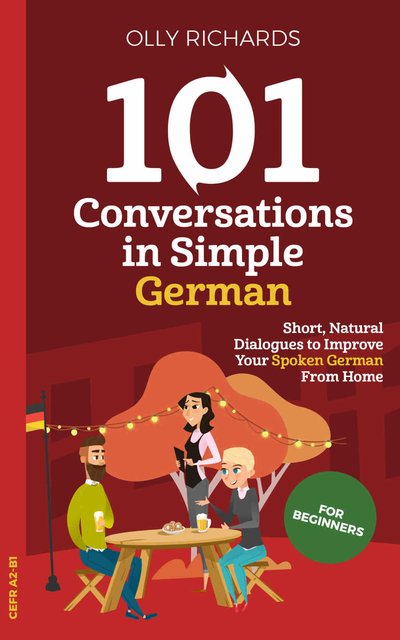 OLLY RICHARDS
101
Conversations
in Simple
German
Short, Natural
Dialogues to Improve
Your Spoken German
From Home
FOR
BEGINNERS
CEFR A2-B1